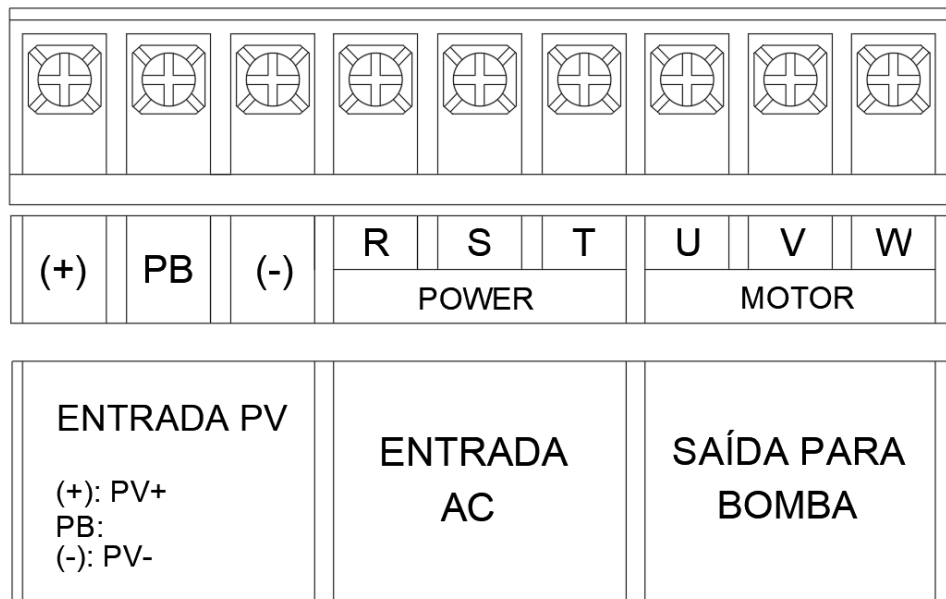 (+) PB (-) R S T U V W
POWER MOTOR
ENTRADA PV
(+): PV+
PB:
(-): PV-
ENTRADA
AC
SAÍDA PARA
BOMBA